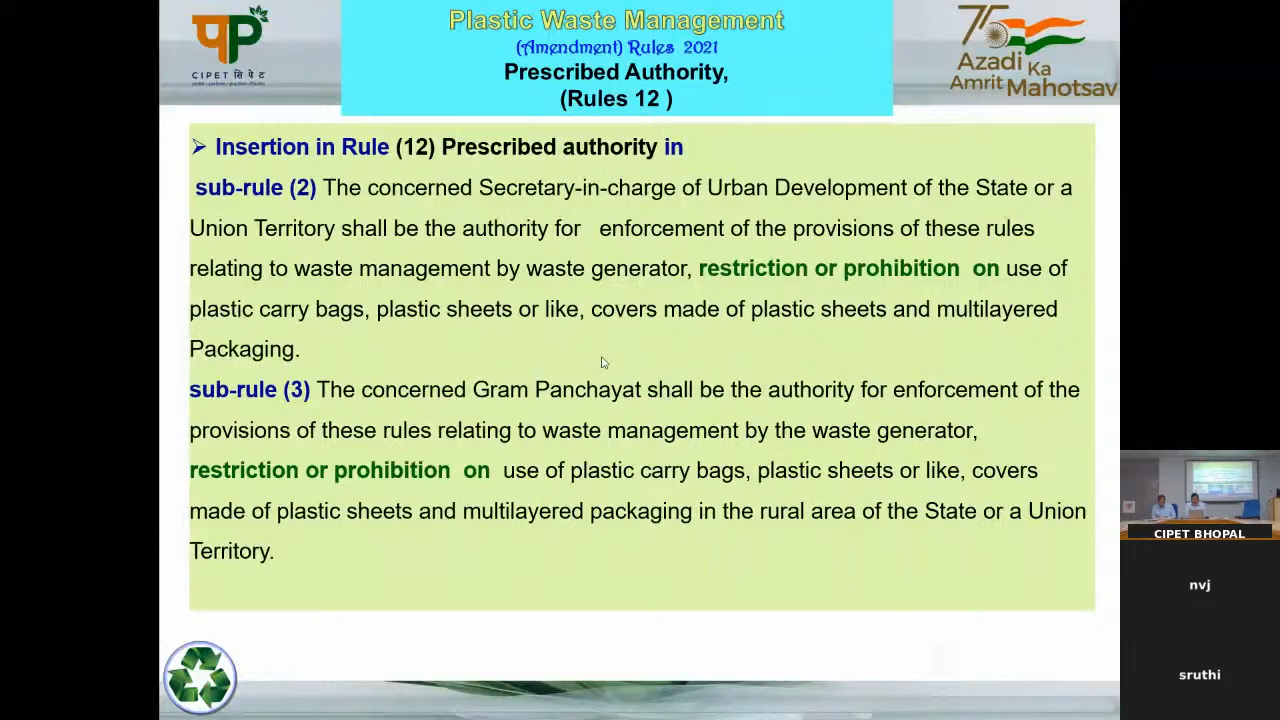 Plastic Waste Management
(Amendment) Rules 2021
Prescribed Authority,
(Rules 12 )
CIPET सिपेट
75
Azadi Ka
Amrit Mahotsav
➢ Insertion in Rule (12) Prescribed authority in
sub-rule (2) The concerned Secretary-in-charge of Urban Development of the State or a
Union Territory shall be the authority for enforcement of the provisions of these rules
relating to waste management by waste generator, restriction or prohibition on use of
plastic carry bags, plastic sheets or like, covers made of plastic sheets and multilayered
Packaging.
sub-rule (3) The concerned Gram Panchayat shall be the authority for enforcement of the
provisions of these rules relating to waste management by the waste generator,
restriction or prohibition on use of plastic carry bags, plastic sheets or like, covers
made of plastic sheets and multilayered packaging in the rural area of the State or a Union
Territory.
CIPET BHOPAL
nvj
sruthi